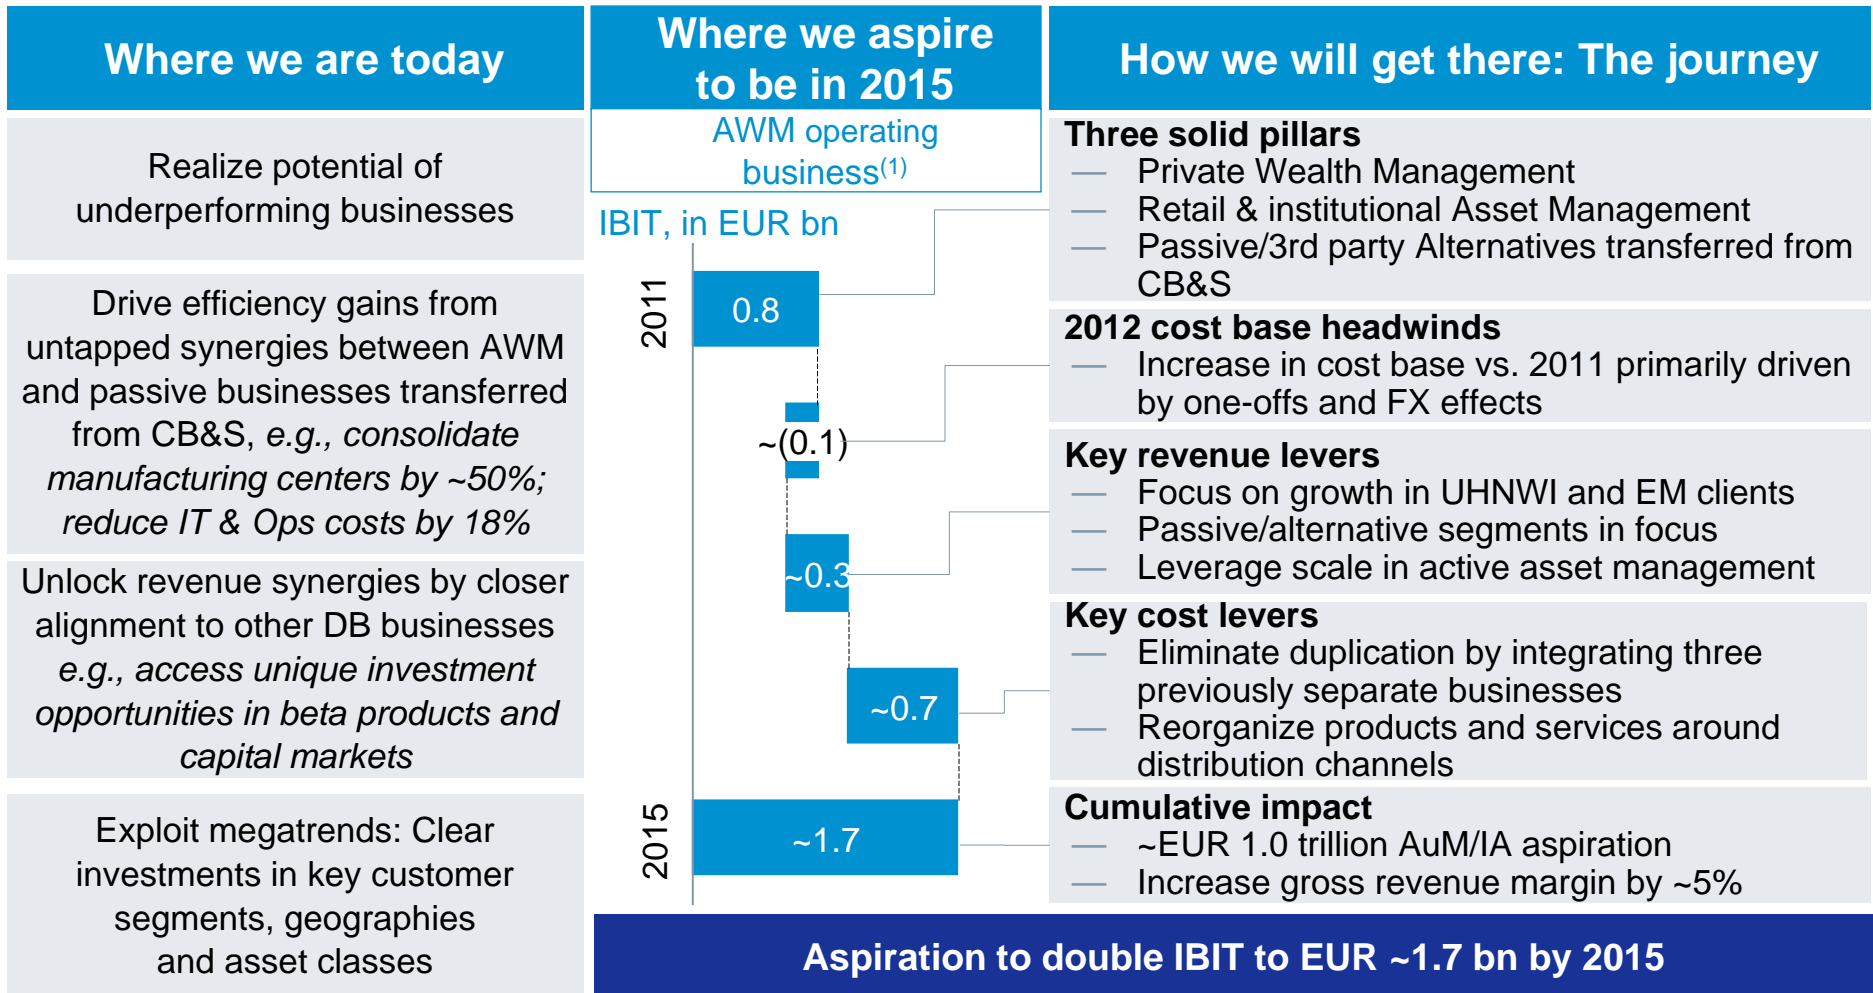 Where we are today
Realize potential of
underperforming businesses
Drive efficiency gains from
untapped synergies between AWM
and passive businesses transferred
from CB&S, e.g., consolidate
manufacturing centers by ~50%;
reduce IT & Ops costs by 18%
Unlock revenue synergies by closer
alignment to other DB businesses
e.g., access unique investment
opportunities in beta products and
capital markets
Exploit megatrends: Clear
investments in key customer
segments, geographies
and asset classes
Where we aspire
to be in 2015
AWM operating
business(1)
IBIT, in EUR bn
2011
0.8
~(0.1)
~0.3
~0.7
2015
~1.7
How we will get there: The journey
Three solid pillars
— Private Wealth Management
— Retail & institutional Asset Management
— Passive/3rd party Alternatives transferred from
CB&S
2012 cost base headwinds
— Increase in cost base vs. 2011 primarily driven
by one-offs and FX effects
Key revenue levers
— Focus on growth in UHNWI and EM clients
— Passive/alternative segments in focus
— Leverage scale in active asset management
Key cost levers
— Eliminate duplication by integrating three
previously separate businesses
— Reorganize products and services around
distribution channels
Cumulative impact
— ~EUR 1.0 trillion AuM/IA aspiration
— Increase gross revenue margin by ~5%
Aspiration to double IBIT to EUR ~1.7 bn by 2015